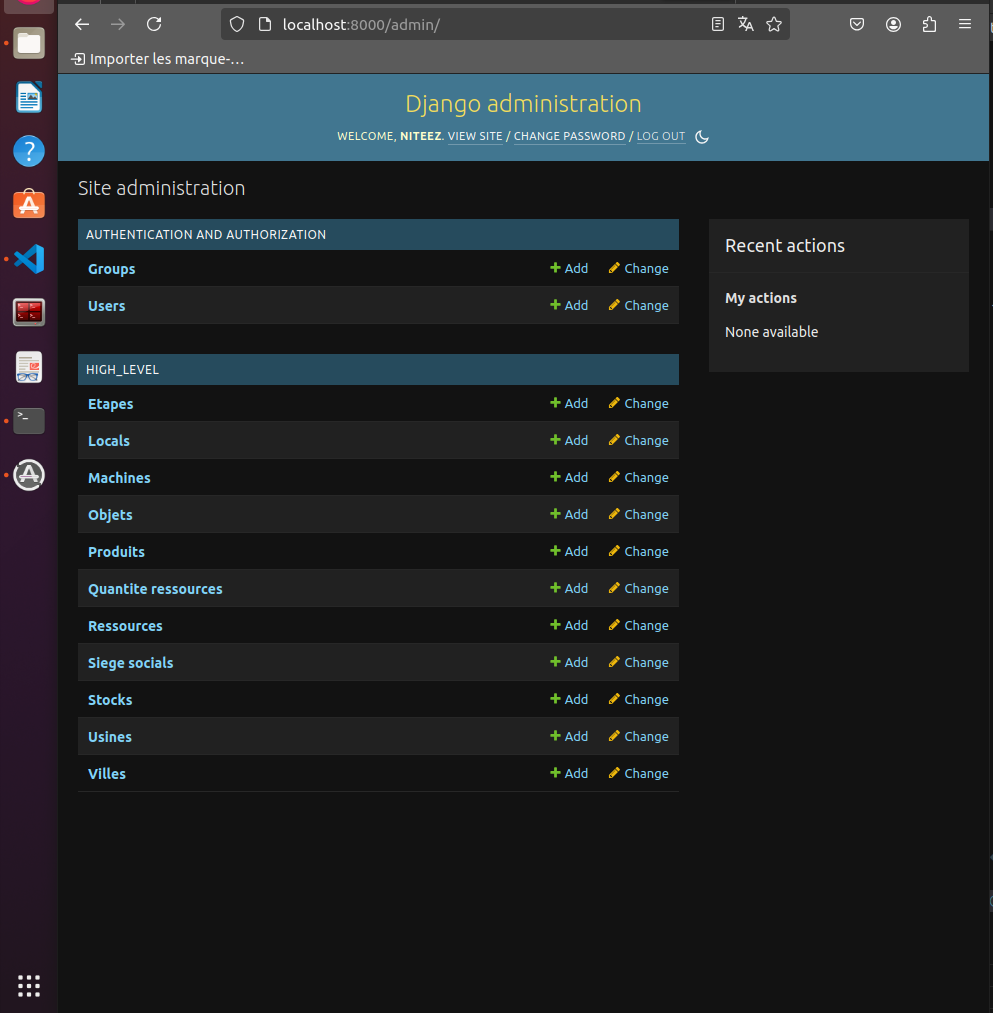 localhost:8000/admin/
Importer les marque-…
Django administration
WELCOME, NITEEZ. VIEW SITE / CHANGE PASSWORD / LOG OUT
Site administration
AUTHENTICATION AND AUTHORIZATION
Groups Add Change
Users Add Change
HIGH_LEVEL
Etapes Add Change
Locals Add Change
Machines Add Change
Objets Add Change
Produits Add Change
Quantite ressources Add Change
Ressources Add Change
Siege socials Add Change
Stocks Add Change
Usines Add Change
Villes Add Change
Recent actions
My actions
None available